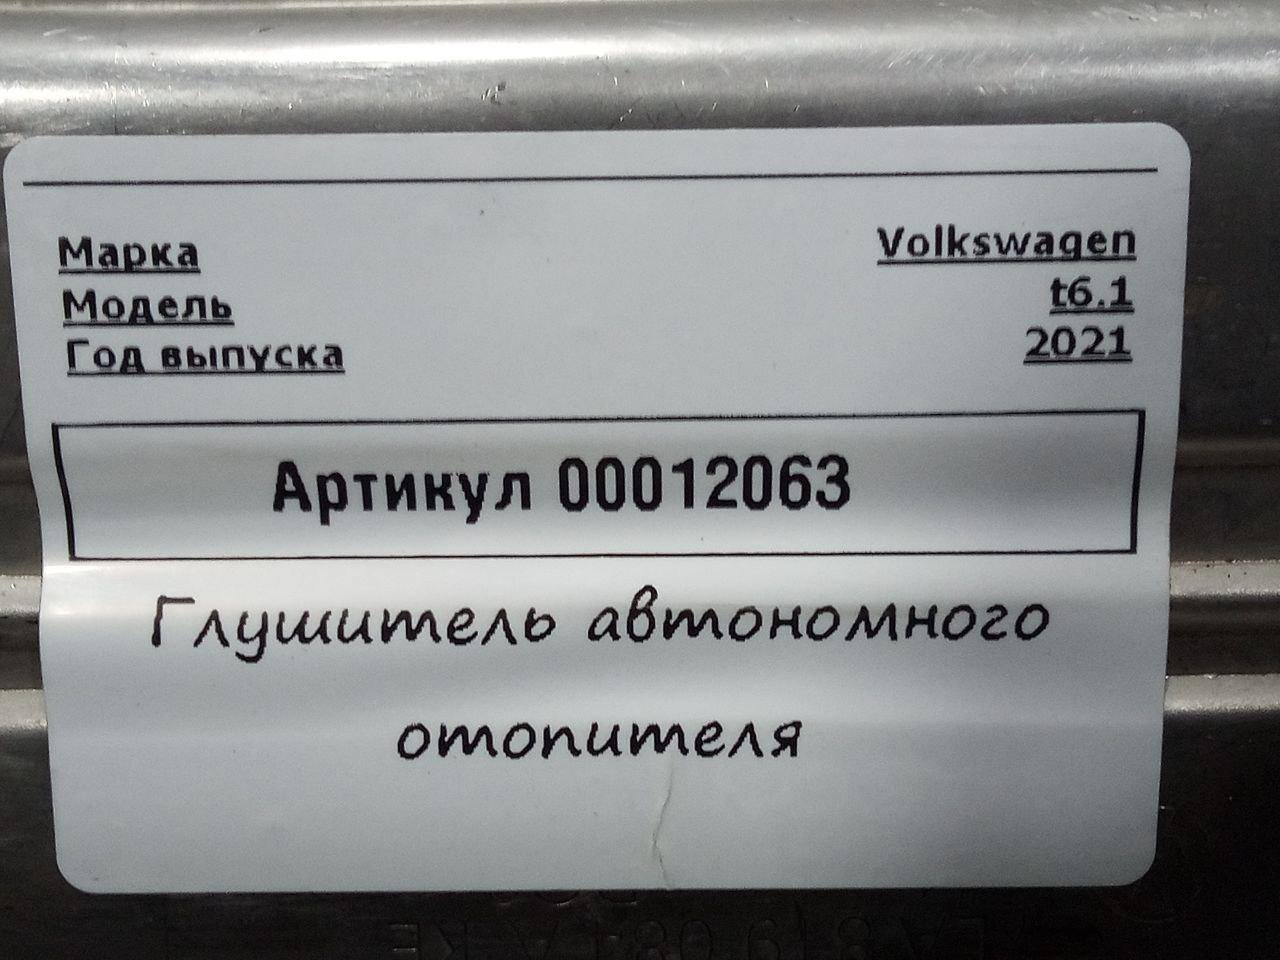 Марка Volkswagen
Модель t6.1
Год выпуска 2021
Артикул 00012063
Глушитель автономного
отопителя